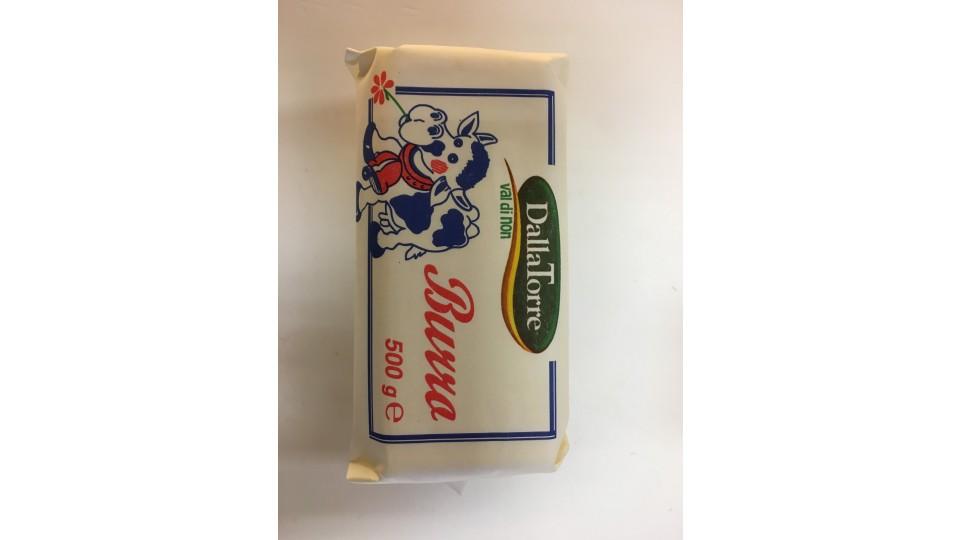 DallaTorre
val di non
Burro
500 g ℮